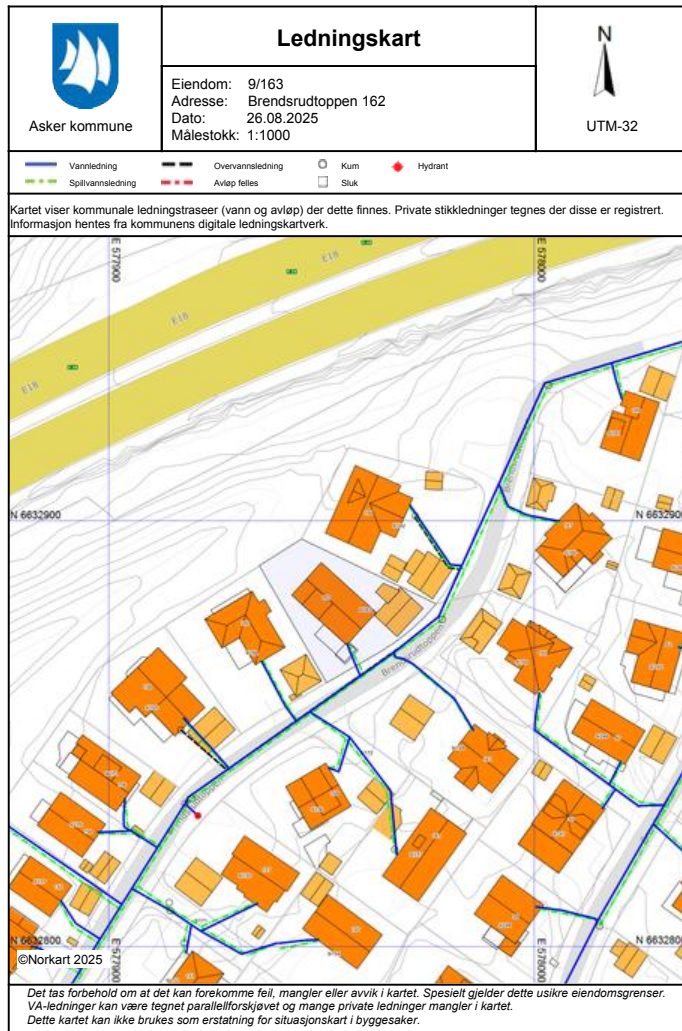 Ledningskart
Asker kommune
Eiendom: 9/163
Adresse: Brendsrudtoppen 162
Dato: 26.08.2025
Målestokk: 1:1000
N
UTM-32
Vannledning
Overvannsledning
Kum
Hydrant
Spillvannsledning
Avløp felles
Sluk
Kartet viser kommunale ledningstraseer (vann og avløp) der dette finnes. Private stikkledninger tegnes der disse er registrert.
Informasjon hentes fra kommunens digitale ledningskartverk.
E 577900
E 578000
E18
E18
E18
N 6632900
N 6632900
Brendsrudtoppen
N 6632800
N 6632800
E 577900
E 578000
©Norkart 2025
Det tas forbehold om at det kan forekomme feil, mangler eller avvik i kartet. Spesielt gjelder dette usikre eiendomsgrenser.
VA-ledninger kan være tegnet parallellforskjøvet og mange private ledninger mangler i kartet.
Dette kartet kan ikke brukes som erstatning for situasjonskart i byggesaker.